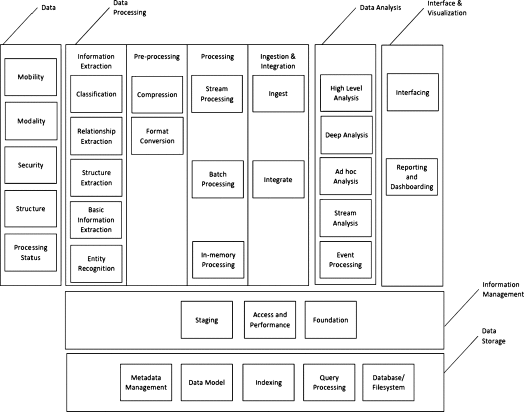 Data
Data
Processing
Data Analysis
Interface &
Visualization
Information
Extraction
Pre-processing
Processing
Ingestion &
Integration
Mobility
Modality
Security
Structure
Processing
Status
Classification
Relationship
Extraction
Structure
Extraction
Basic
Information
Extraction
Entity
Recognition
Compression
Format
Conversion
Stream
Processing
Batch
Processing
In-memory
Processing
Ingest
Integrate
High Level
Analysis
Deep Analysis
Ad hoc
Analysis
Stream
Analysis
Event
Processing
Interfacing
Reporting
and
Dashboarding
Information
Management
Staging
Access and
Performance
Foundation
Data
Storage
Metadata
Management
Data Model
Indexing
Query
Processing
Database/
Filesystem